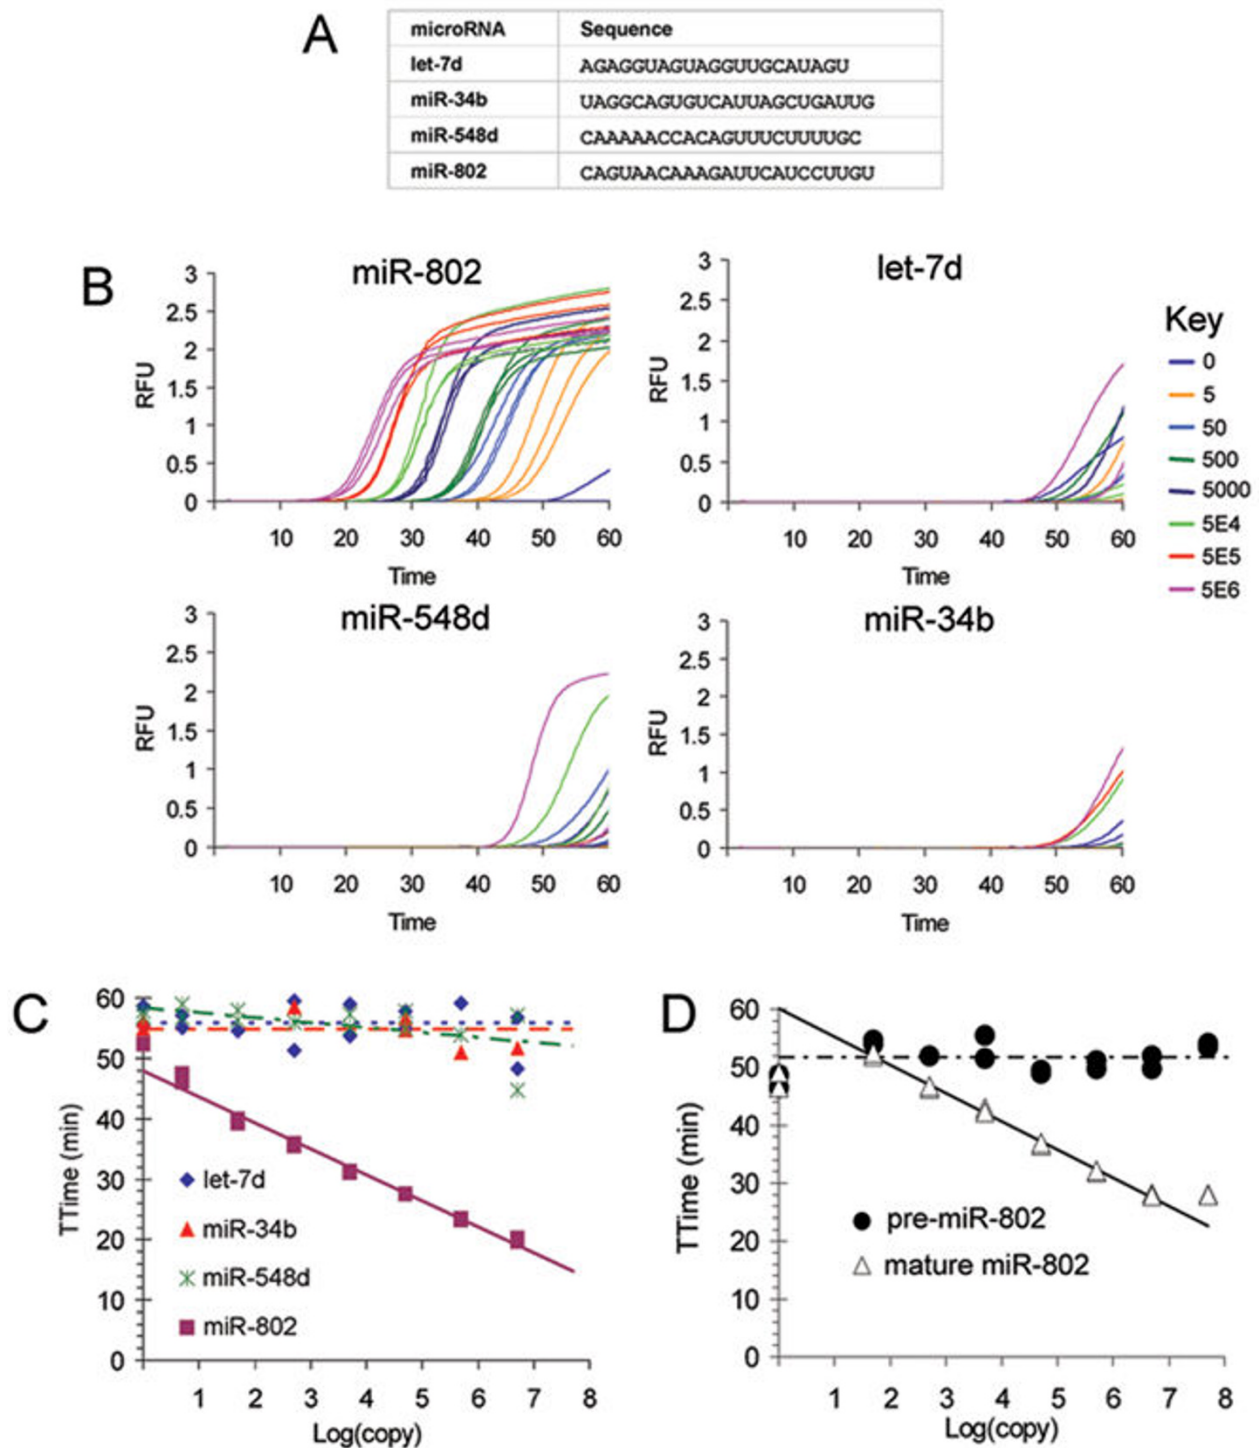 A
microRNA Sequence
let-7d AGAGGUAGUAGGUUGCAUAGU
miR-34b UAGGCAGUGUCAUUAGCUGAUUG
miR-548d CAAAAACCACAGUUUCUUUUGC
miR-802 CAGUAACAAAGAUUCAUCCUUGU
B
miR-802
3
2.5
2
1.5
1
0.5
0
RFU
10 20 30 40 50 60
Time
let-7d
3
2.5
2
1.5
1
0.5
0
RFU
10 20 30 40 50 60
Time
Key
0
5
50
500
5000
5E4
5E5
5E6
miR-548d
3
2.5
2
1.5
1
0.5
0
RFU
10 20 30 40 50 60
Time
miR-34b
3
2.5
2
1.5
1
0.5
0
RFU
10 20 30 40 50 60
Time
C
60
50
40
30
20
10
0
TTime (min)
let-7d
miR-34b
miR-548d
miR-802
1 2 3 4 5 6 7 8
Log(copy)
D
60
50
40
30
20
10
0
TTime (min)
pre-miR-802
mature miR-802
1 2 3 4 5 6 7 8
Log(copy)